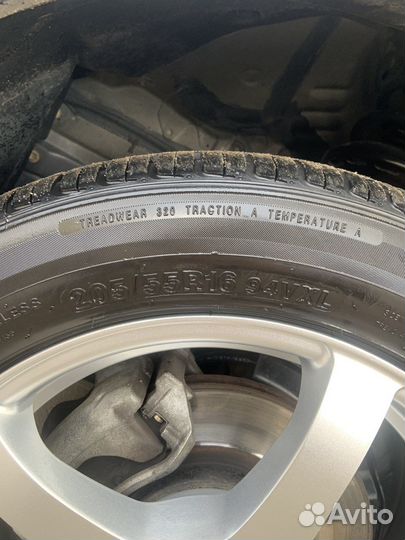 TREADWEAR 320 TRACTION A TEMPERATURE A
205/55R16 94V XL
Avito